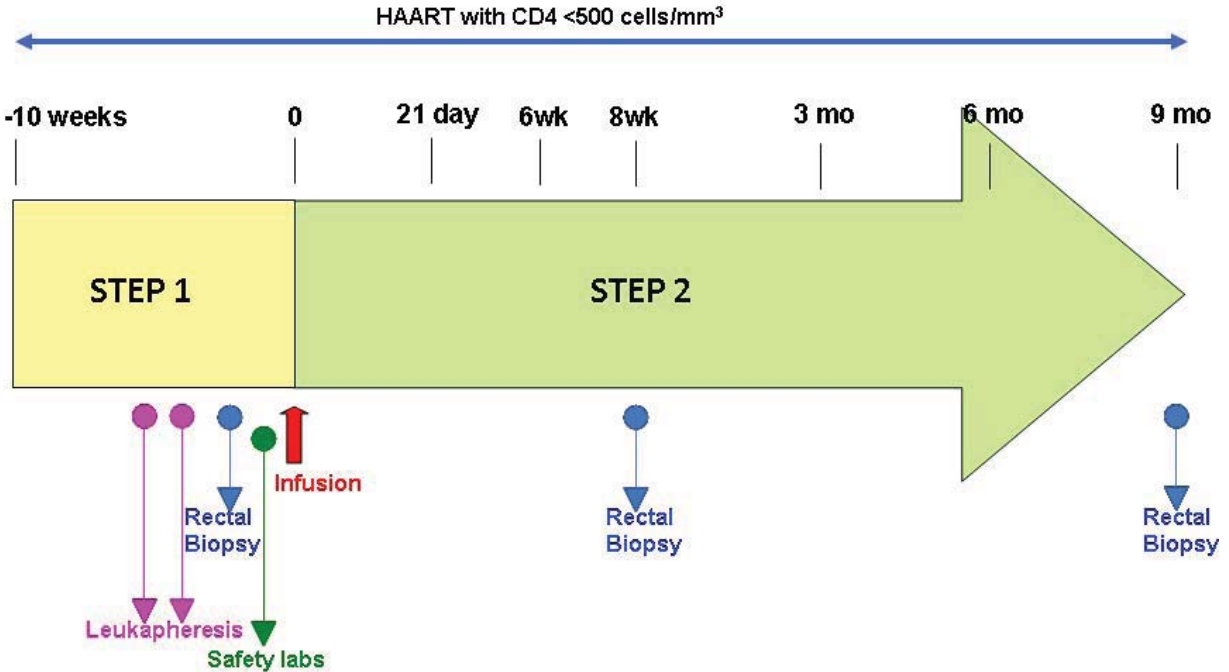 HAART with CD4 <500 cells/mm³
-10 weeks 0 21 day 6wk 8wk 3 mo 6 mo 9 mo
STEP 1 STEP 2
Infusion
Rectal Biopsy
Rectal Biopsy
Rectal Biopsy
Leukapheresis
Safety labs